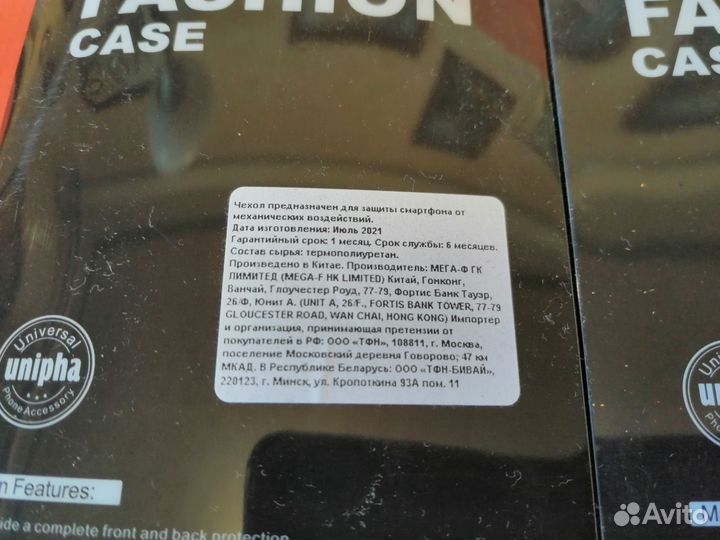 FASHION
CASE
FA
CAS
Чехол предназначен для защиты смартфона от
механических воздействий.
Дата изготовления: Июль 2021
Гарантийный срок: 1 месяц. Срок службы: 6 месяцев.
Состав сырья: термополиуретан.
Произведено в Китае. Производитель: МЕГА-Ф ГК
ЛИМИТЕД (MEGA-F HK LIMITED) Китай, Гонконг,
Ванчай, Глоучестер Роуд, 77-79, Фортис Банк Тауэр,
26/Ф, Юнит А. (UNIT A, 26/F., FORTIS BANK TOWER, 77-79
GLOUCESTER ROAD, WAN CHAI, HONG KONG) Импортер
и организация, принимающая претензии от
покупателей в РФ: ООО «ТФН», 108811, г. Москва,
поселение Московский деревня Говорово; 47 км
МКАД. В Республике Беларусь: ООО «ТФН-БИВАЙ»,
220123, г. Минск, ул. Кропоткина 93А пом. 11
Universal
unipha
Phone Accessory
Un
un
Ph
n Features:
ide a complete front and back protection
M
Avito